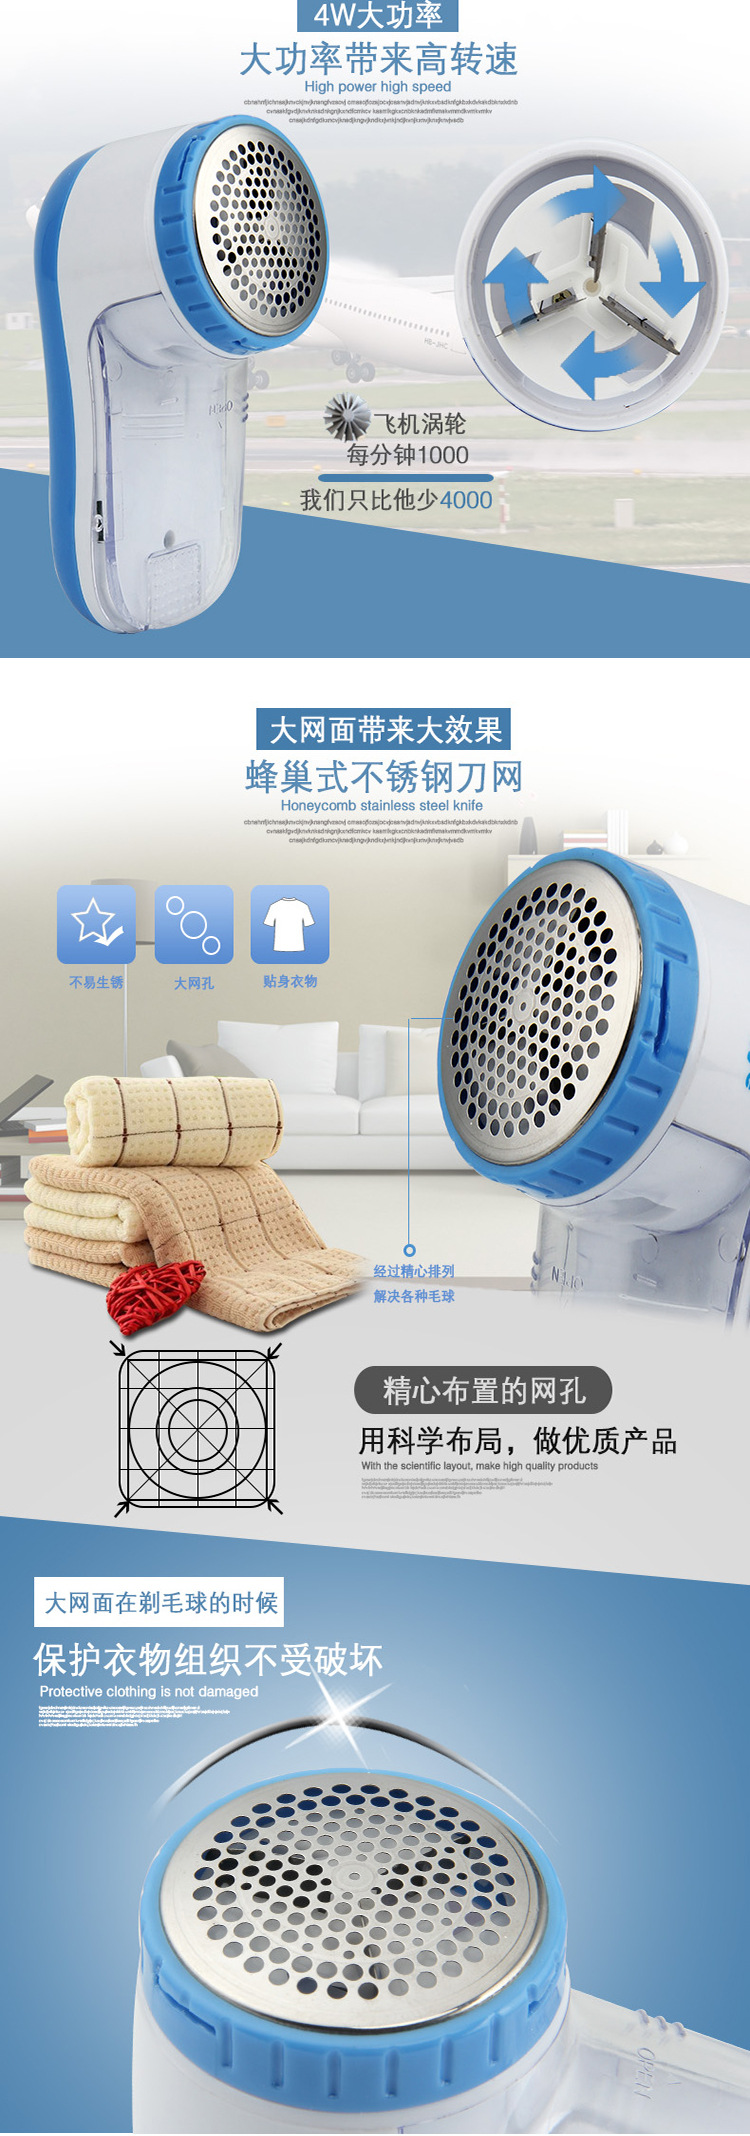 4W大功率
大功率带来高转速
High power high speed
飞机涡轮
每分钟1000
我们只比他少4000
OPEN
大网面带来大效果
蜂巢式不锈钢刀网
Honeycomb stainless steel knife
不易生锈
大网孔
贴身衣物
经过精心排列
解决各种毛球
OPEN
精心布置的网孔
用科学布局，做优质产品
With the scientific layout, make high quality products
大网面在剃毛球的时候
保护衣物组织不受破坏
Protective clothing is not damaged
OPEN